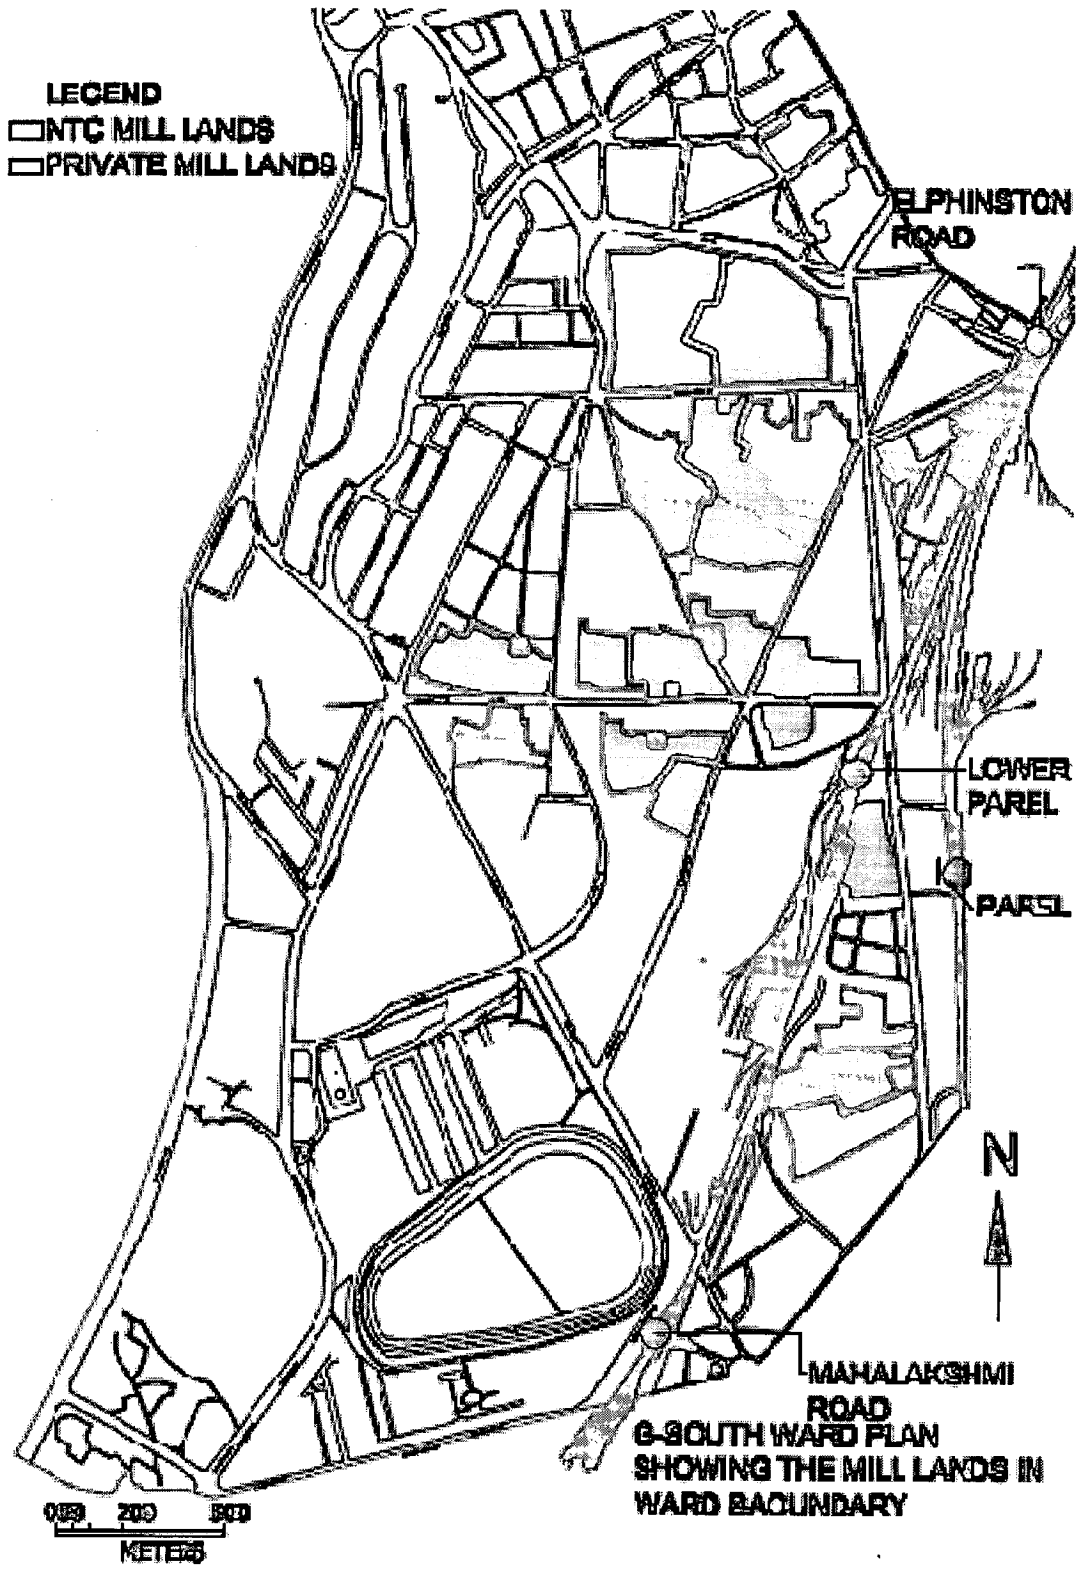 LEGEND
NTC MILL LANDS
PRIVATE MILL LANDS
ELPHINSTON
ROAD
LOWER
PAREL
PAREL
N
MAHALAKSHMI
ROAD
G-SOUTH WARD PLAN
SHOWING THE MILL LANDS IN
WARD BAOUNDARY
200 500
METERS